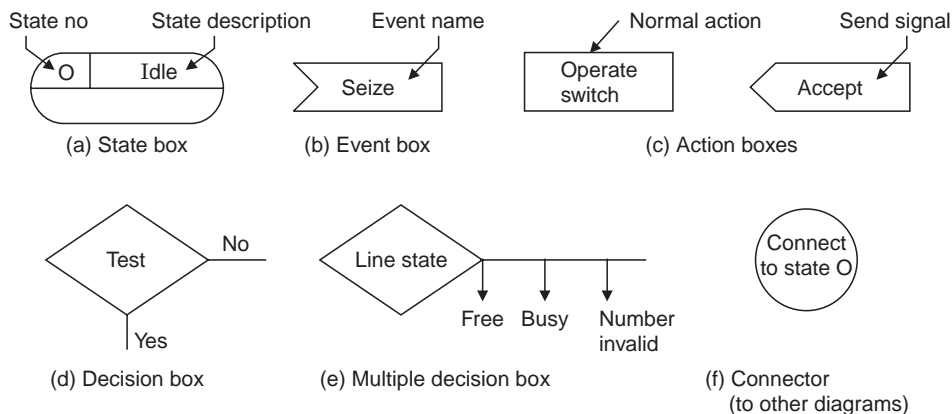 State no
State description
O
Idle
(a) State box
Event name
Seize
(b) Event box
Normal action
Operate
switch
Send signal
Accept
(c) Action boxes
Test
No
Yes
(d) Decision box
Line state
Free
Busy
Number
invalid
(e) Multiple decision box
Connect
to state O
(f) Connector
(to other diagrams)